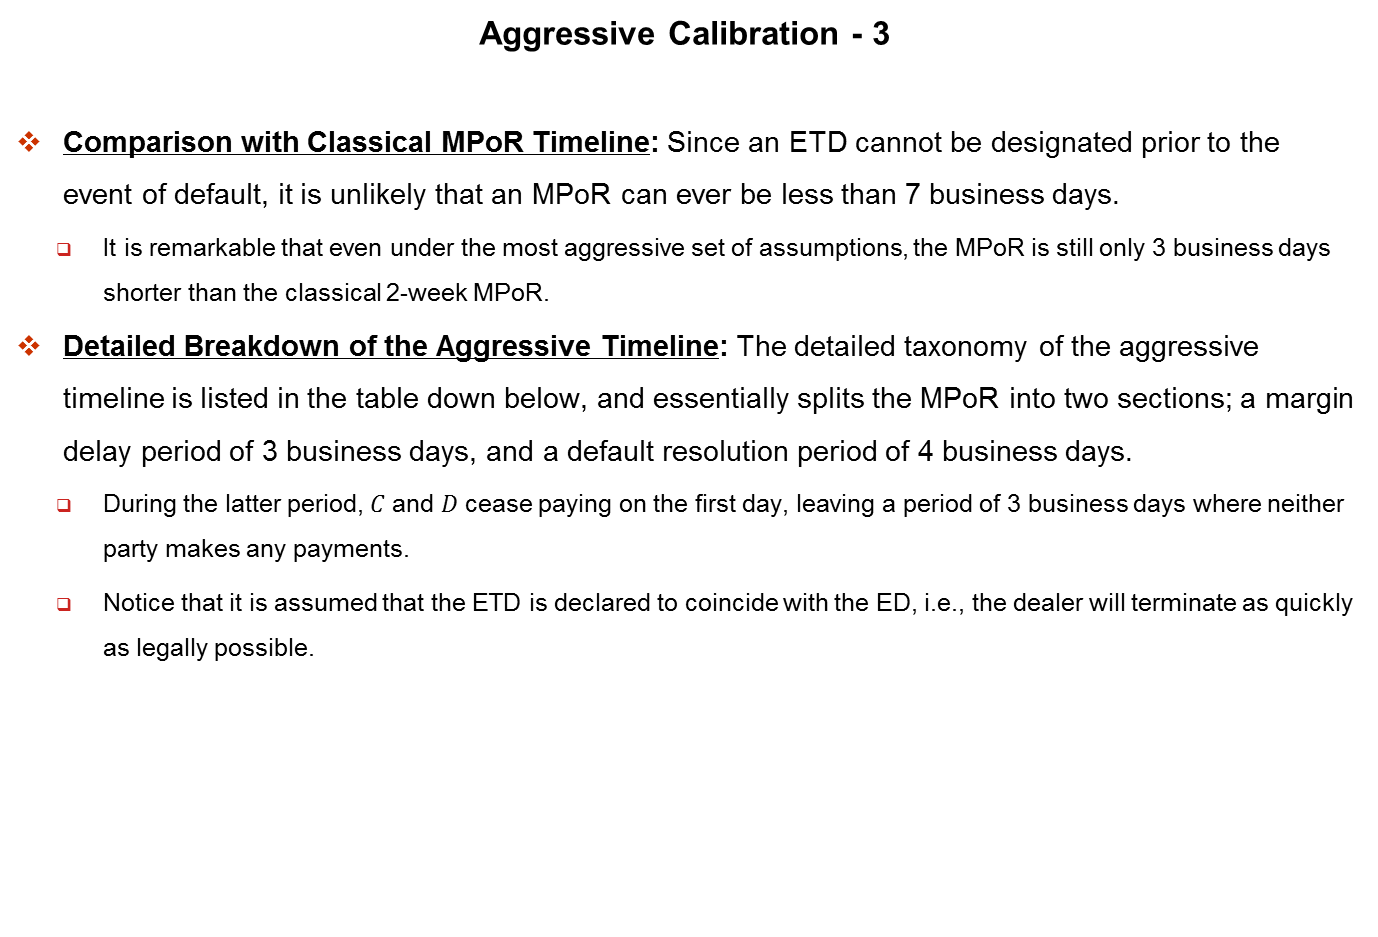 Aggressive Calibration - 3
Comparison with Classical MPoR Timeline: Since an ETD cannot be designated prior to the
event of default, it is unlikely that an MPoR can ever be less than 7 business days.
It is remarkable that even under the most aggressive set of assumptions, the MPoR is still only 3 business days
shorter than the classical 2-week MPoR.
Detailed Breakdown of the Aggressive Timeline: The detailed taxonomy of the aggressive
timeline is listed in the table down below, and essentially splits the MPoR into two sections; a margin
delay period of 3 business days, and a default resolution period of 4 business days.
During the latter period, C and D cease paying on the first day, leaving a period of 3 business days where neither
party makes any payments.
Notice that it is assumed that the ETD is declared to coincide with the ED, i.e., the dealer will terminate as quickly
as legally possible.